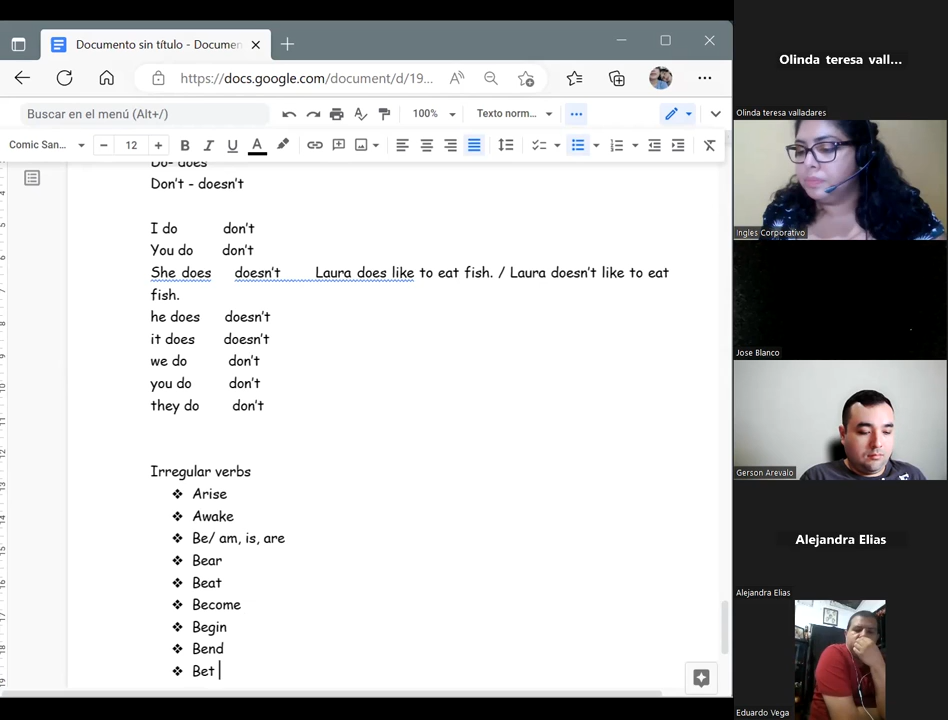 Documento sin título - Documen
https://docs.google.com/document/d/19...
Buscar en el menú (Alt+/)
100%
Texto norm...
Comic San...
12
Do- does
Don't - doesn't
I do don't
You do don't
She does doesn't Laura does like to eat fish. / Laura doesn't like to eat
fish.
he does doesn't
it does doesn't
we do don't
you do don't
they do don't
Irregular verbs
❖ Arise
❖ Awake
❖ Be/ am, is, are
❖ Bear
❖ Beat
❖ Become
❖ Begin
❖ Bend
❖ Bet
Olinda teresa vall...
Olinda teresa valladares
Ingles Corporativo
Jose Blanco
Gerson Arevalo
Alejandra Elias
Alejandra Elias
Eduardo Vega